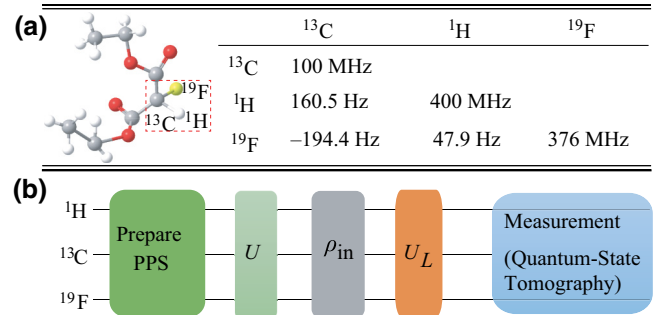 (a)
¹³C ¹H ¹⁹F
¹⁹F
¹³C ¹H
¹³C 100 MHz
¹H 160.5 Hz 400 MHz
¹⁹F –194.4 Hz 47.9 Hz 376 MHz
(b)
¹H
¹³C
¹⁹F
Prepare
PPS
U
ρin
U_L
Measurement
(Quantum-State
Tomography)